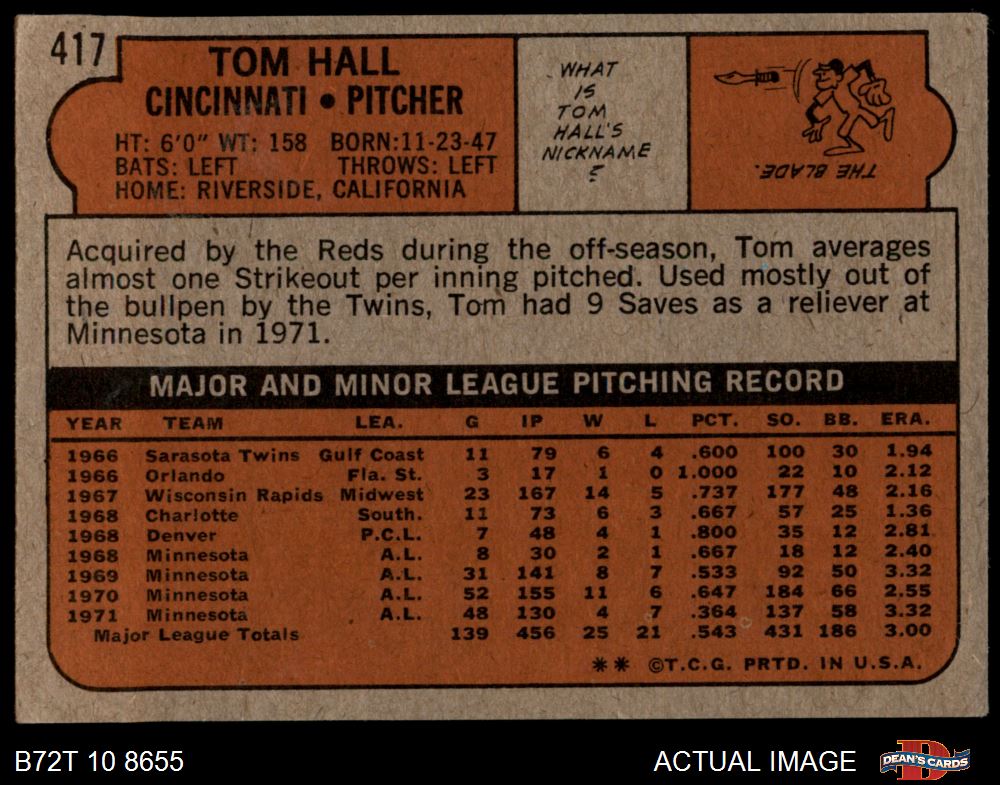 417
TOM HALL
CINCINNATI • PITCHER
HT: 6'0" WT: 158 BORN: 11-23-47
BATS: LEFT THROWS: LEFT
HOME: RIVERSIDE, CALIFORNIA
WHAT
IS
TOM
HALL'S
NICKNAME
?
THE BLADE.
Acquired by the Reds during the off-season, Tom averages
almost one Strikeout per inning pitched. Used mostly out of
the bullpen by the Twins, Tom had 9 Saves as a reliever at
Minnesota in 1971.
MAJOR AND MINOR LEAGUE PITCHING RECORD
YEAR TEAM LEA. G IP W L PCT. SO. BB. ERA.
1966 Sarasota Twins Gulf Coast 11 79 6 4 .600 100 30 1.94
1966 Orlando Fla. St. 3 17 1 0 1.000 22 10 2.12
1967 Wisconsin Rapids Midwest 23 167 14 5 .737 177 48 2.16
1968 Charlotte South. 11 73 6 3 .667 57 25 1.36
1968 Denver P.C.L. 7 48 4 1 .800 35 12 2.81
1968 Minnesota A.L. 8 30 2 1 .667 18 12 2.40
1969 Minnesota A.L. 31 141 8 7 .533 92 50 3.32
1970 Minnesota A.L. 52 155 11 6 .647 184 66 2.55
1971 Minnesota A.L. 48 130 4 7 .364 137 58 3.32
Major League Totals 139 456 25 21 .543 431 186 3.00
** ©T.C.G. PRTD. IN U.S.A.
B72T 10 8655 ACTUAL IMAGE DEAN'S CARDS